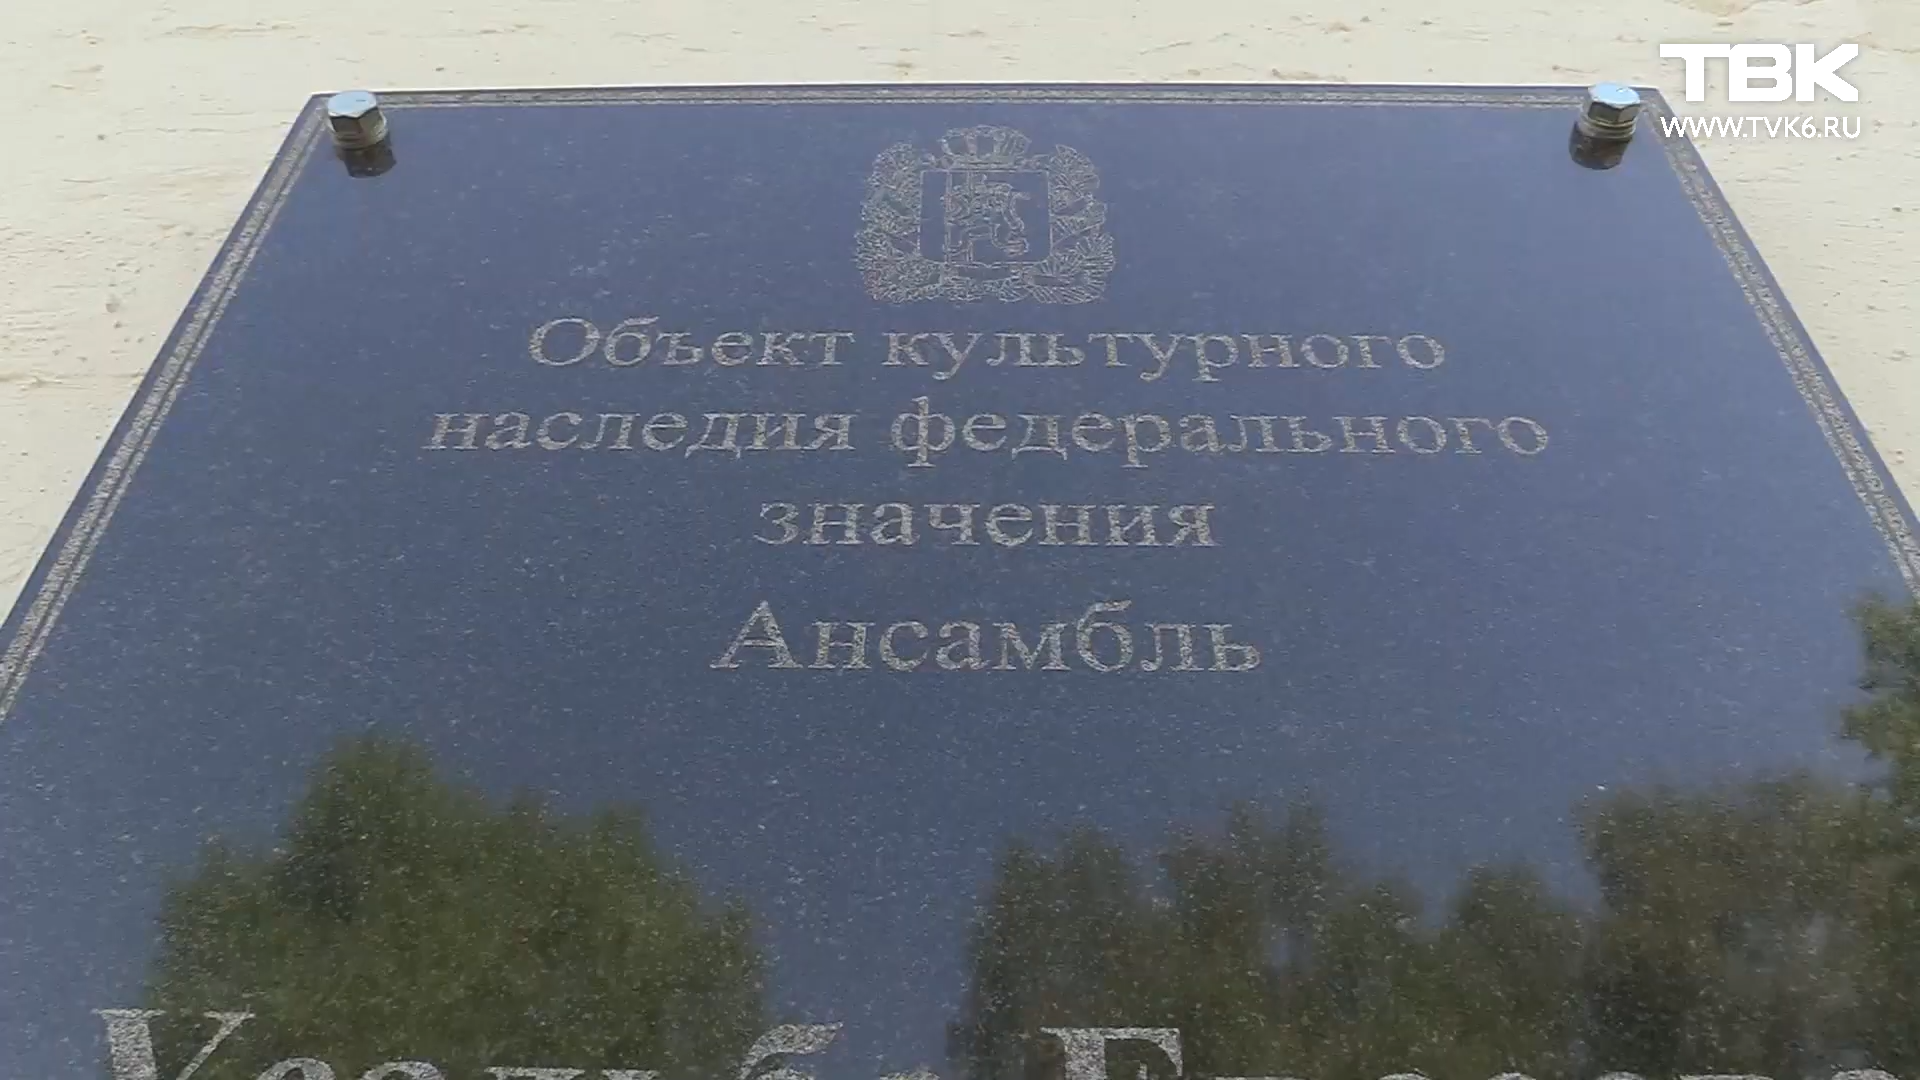 ТВК
WWW.TVK6.RU
Объект культурного
наследия федерального
значения
Ансамбль